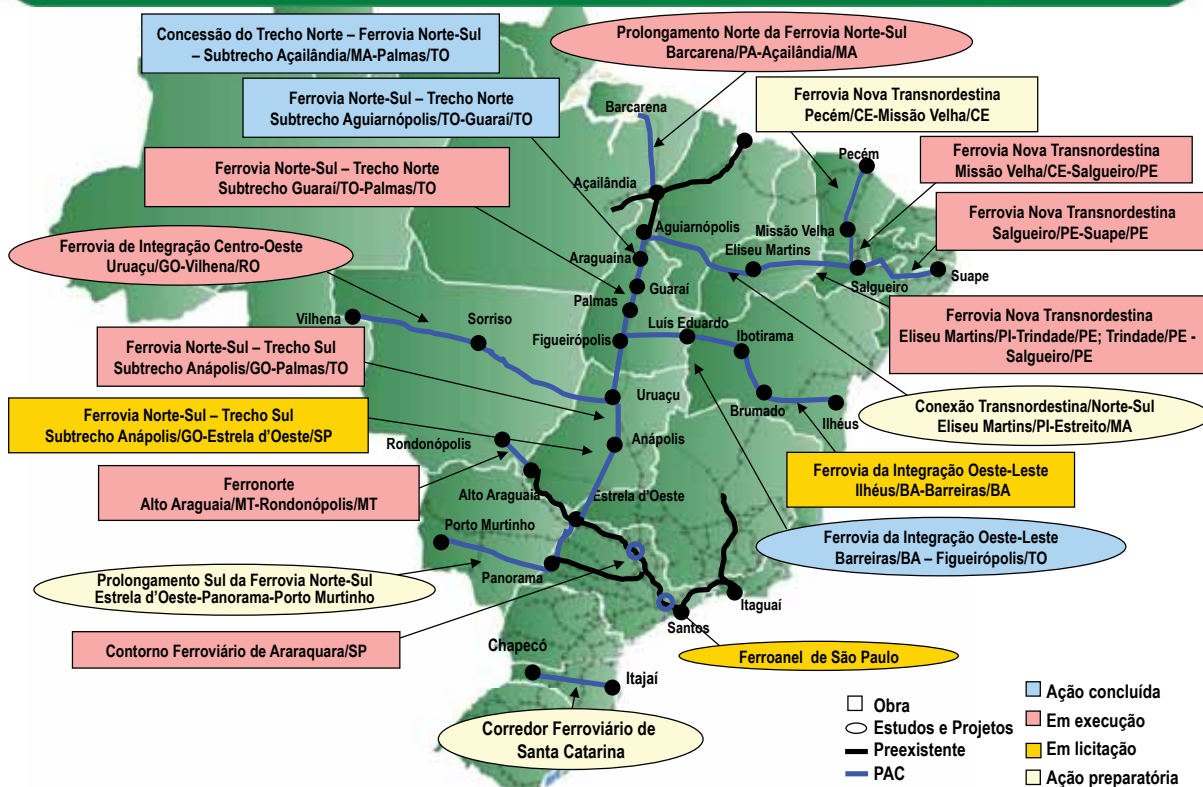 Concessão do Trecho Norte – Ferrovia Norte-Sul
– Subtrecho Açailândia/MA-Palmas/TO
Prolongamento Norte da Ferrovia Norte-Sul
Barcarena/PA-Açailândia/MA
Ferrovia Norte-Sul – Trecho Norte
Subtrecho Aguiarnópolis/TO-Guaraí/TO
Ferrovia Nova Transnordestina
Pecém/CE-Missão Velha/CE
Ferrovia Norte-Sul – Trecho Norte
Subtrecho Guaraí/TO-Palmas/TO
Ferrovia Nova Transnordestina
Missão Velha/CE-Salgueiro/PE
Ferrovia Nova Transnordestina
Salgueiro/PE-Suape/PE
Ferrovia de Integração Centro-Oeste
Uruaçu/GO-Vilhena/RO
Ferrovia Nova Transnordestina
Eliseu Martins/PI-Trindade/PE; Trindade/PE -
Salgueiro/PE
Ferrovia Norte-Sul – Trecho Sul
Subtrecho Anápolis/GO-Palmas/TO
Conexão Transnordestina/Norte-Sul
Eliseu Martins/PI-Estreito/MA
Ferrovia Norte-Sul – Trecho Sul
Subtrecho Anápolis/GO-Estrela d'Oeste/SP
Ferrovia da Integração Oeste-Leste
Ilhéus/BA-Barreiras/BA
Ferronorte
Alto Araguaia/MT-Rondonópolis/MT
Ferrovia da Integração Oeste-Leste
Barreiras/BA – Figueirópolis/TO
Prolongamento Sul da Ferrovia Norte-Sul
Estrela d'Oeste-Panorama-Porto Murtinho
Contorno Ferroviário de Araraquara/SP
Ferroanel de São Paulo
Corredor Ferroviário de
Santa Catarina
Barcarena
Açailândia
Pecém
Aguiarnópolis
Missão Velha
Eliseu Martins
Araguaína
Guaraí
Salgueiro
Suape
Palmas
Luís Eduardo
Ibotirama
Vilhena
Sorriso
Figueirópolis
Uruaçu
Brumado
Ilhéus
Rondonópolis
Anápolis
Alto Araguaia
Estrela d'Oeste
Porto Murtinho
Panorama
Itaguaí
Santos
Chapecó
Itajaí
Obra
Estudos e Projetos
Preexistente
PAC
Ação concluída
Em execução
Em licitação
Ação preparatória